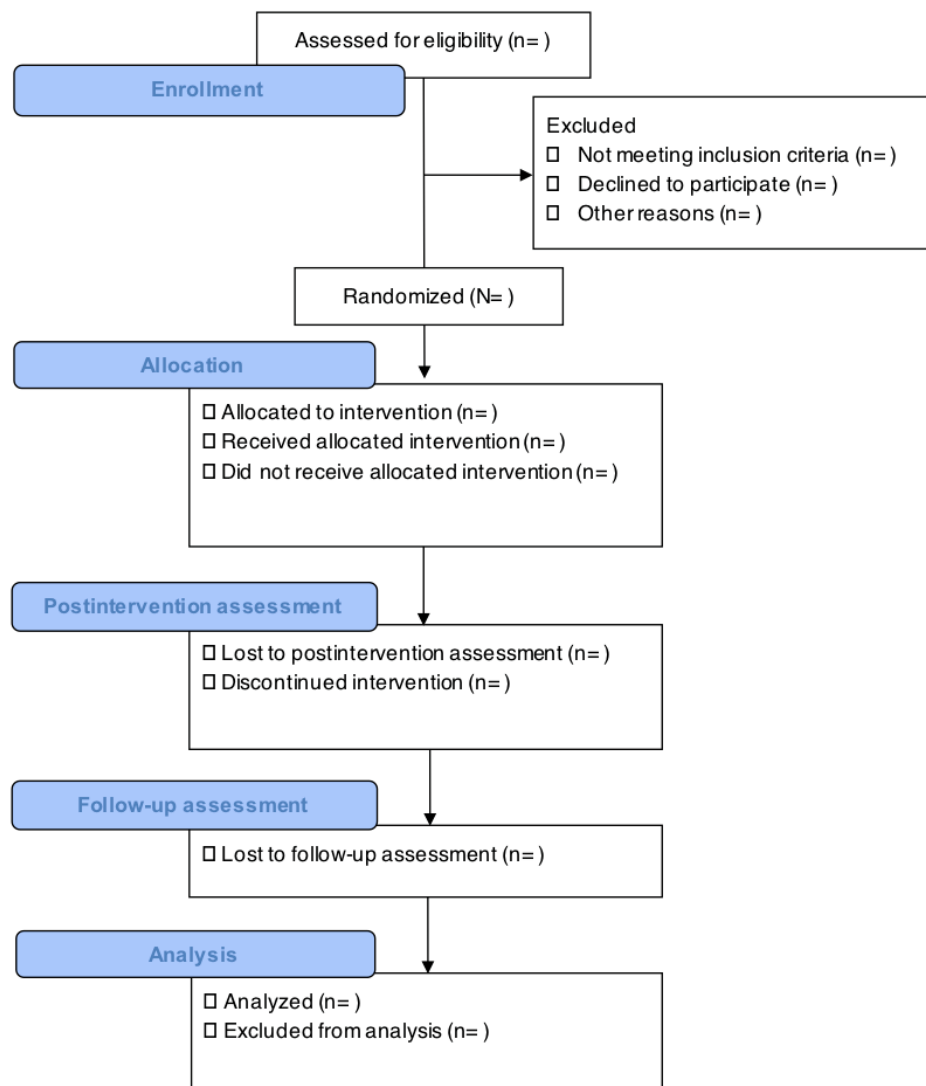 Assessed for eligibility (n= )
Enrollment
Excluded
☐ Not meeting inclusion criteria (n= )
☐ Declined to participate (n= )
☐ Other reasons (n= )
Randomized (N= )
Allocation
☐ Allocated to intervention (n= )
☐ Received allocated intervention (n= )
☐ Did not receive allocated intervention (n= )
Postintervention assessment
☐ Lost to postintervention assessment (n= )
☐ Discontinued intervention (n= )
Follow-up assessment
☐ Lost to follow-up assessment (n= )
Analysis
☐ Analyzed (n= )
☐ Excluded from analysis (n= )